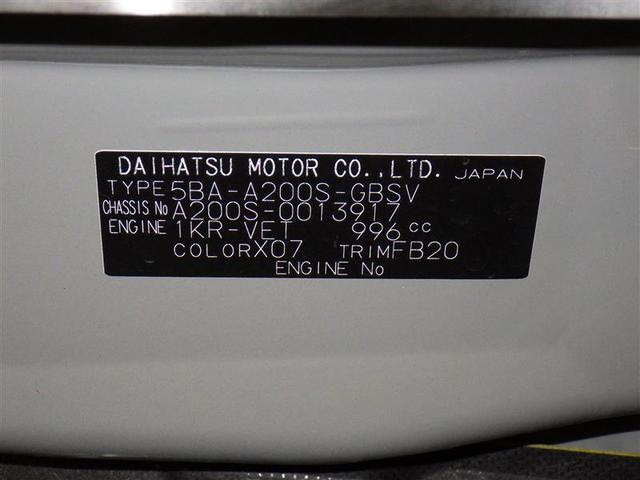 DAIHATSU MOTOR CO.,LTD. JAPAN
TYPE 5BA-A200S-GBSV
CHASSIS No A200S-0013917
ENGINE 1KR-VET 996 cc
COLOR X07 TRIM FB20
ENGINE No